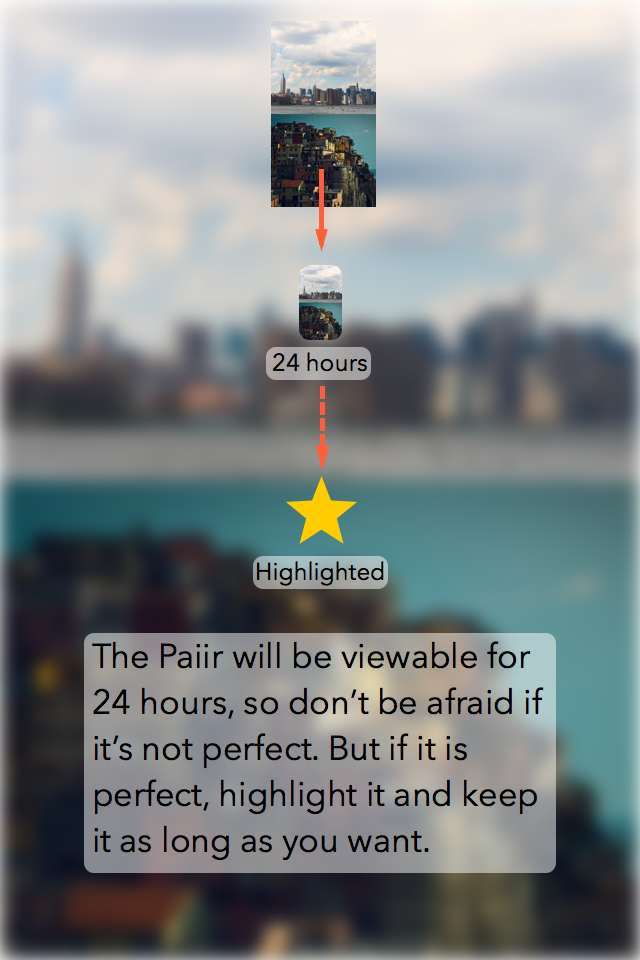 24 hours
Highlighted
The Paiir will be viewable for
24 hours, so don’t be afraid if
it’s not perfect. But if it is
perfect, highlight it and keep
it as long as you want.